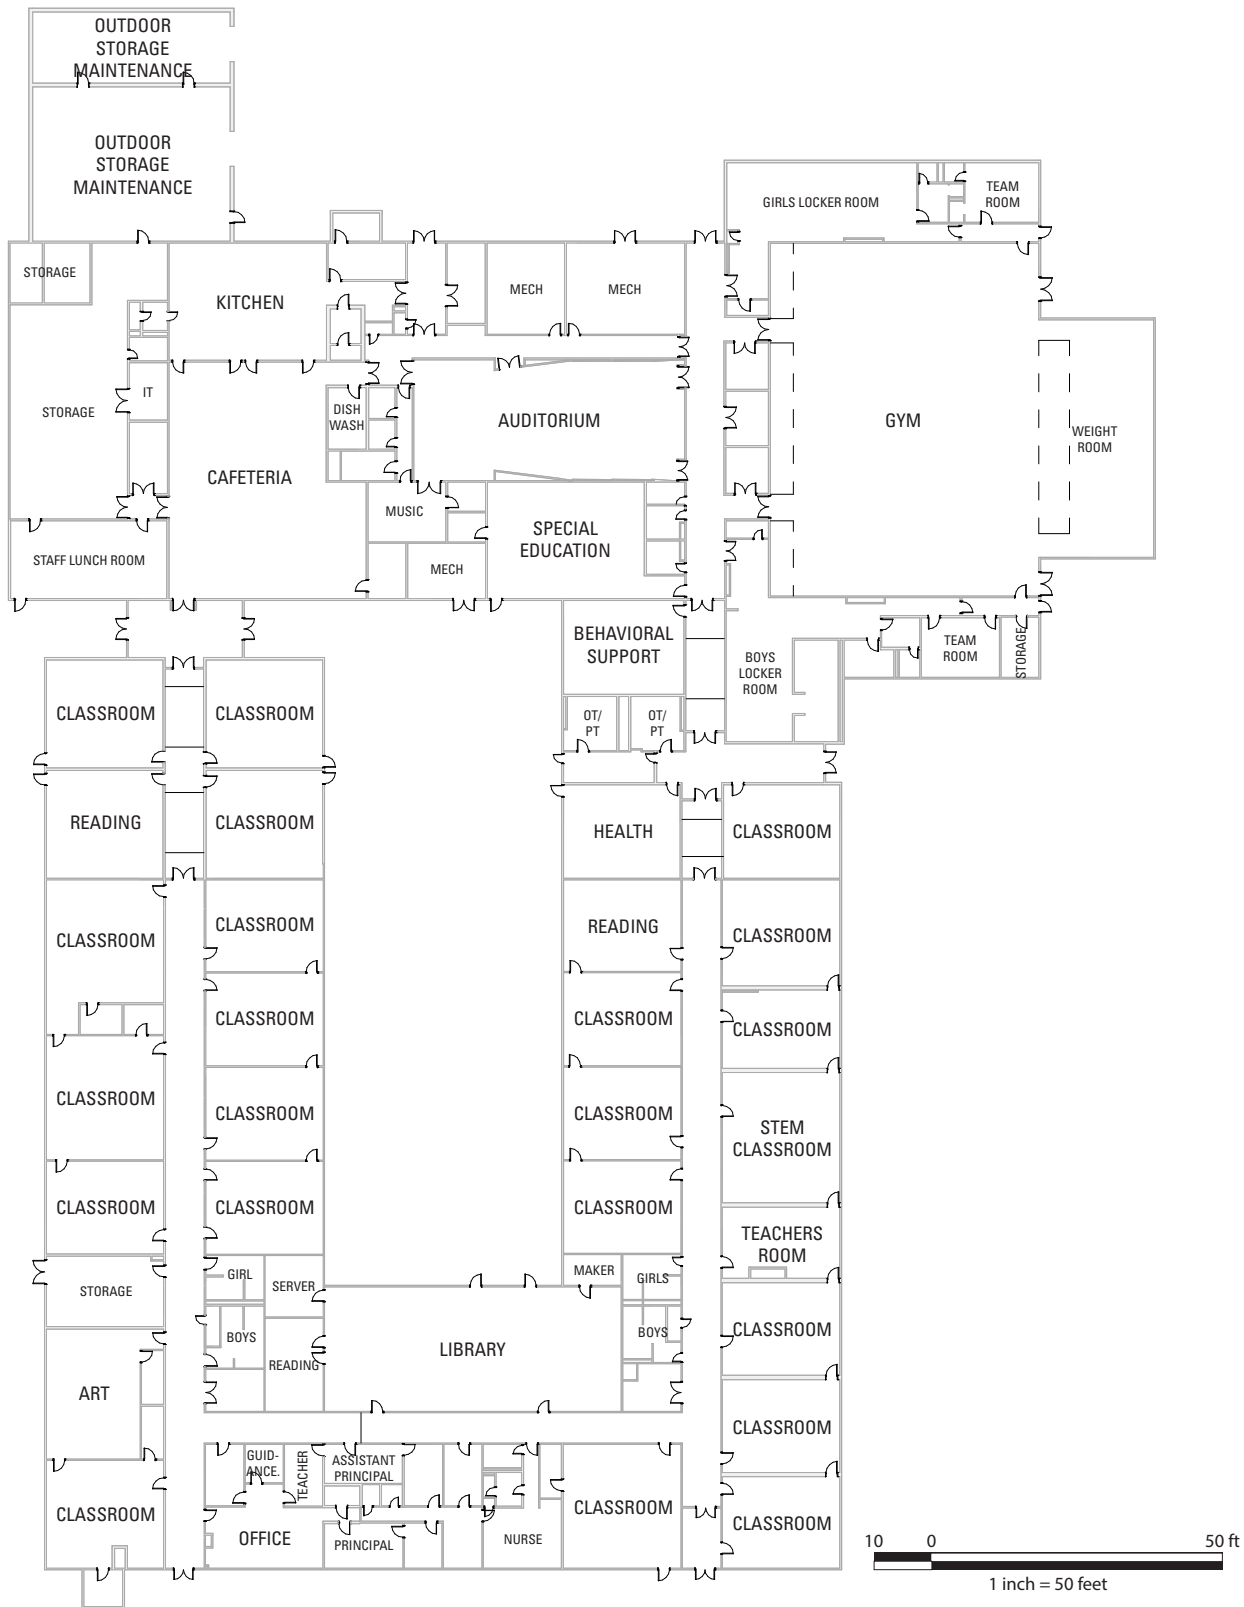 OUTDOOR
STORAGE
MAINTENANCE
OUTDOOR
STORAGE
MAINTENANCE
GIRLS LOCKER ROOM
TEAM
ROOM
STORAGE
KITCHEN
MECH
MECH
STORAGE
IT
DISH
WASH
AUDITORIUM
GYM
WEIGHT
ROOM
CAFETERIA
MUSIC
SPECIAL
EDUCATION
STAFF LUNCH ROOM
MECH
BEHAVIORAL
SUPPORT
BOYS
LOCKER
ROOM
TEAM
ROOM
STORAGE
CLASSROOM
CLASSROOM
OT/
PT
OT/
PT
READING
CLASSROOM
HEALTH
CLASSROOM
CLASSROOM
CLASSROOM
READING
CLASSROOM
CLASSROOM
CLASSROOM
CLASSROOM
CLASSROOM
CLASSROOM
CLASSROOM
STEM
CLASSROOM
CLASSROOM
CLASSROOM
CLASSROOM
TEACHERS
ROOM
STORAGE
GIRL
SERVER
MAKER
GIRLS
BOYS
READING
LIBRARY
BOYS
CLASSROOM
ART
CLASSROOM
GUID-
ANCE.
TEACHER
ASSISTANT
PRINCIPAL
CLASSROOM
OFFICE
PRINCIPAL
NURSE
CLASSROOM
CLASSROOM
10 0 50 ft
1 inch = 50 feet